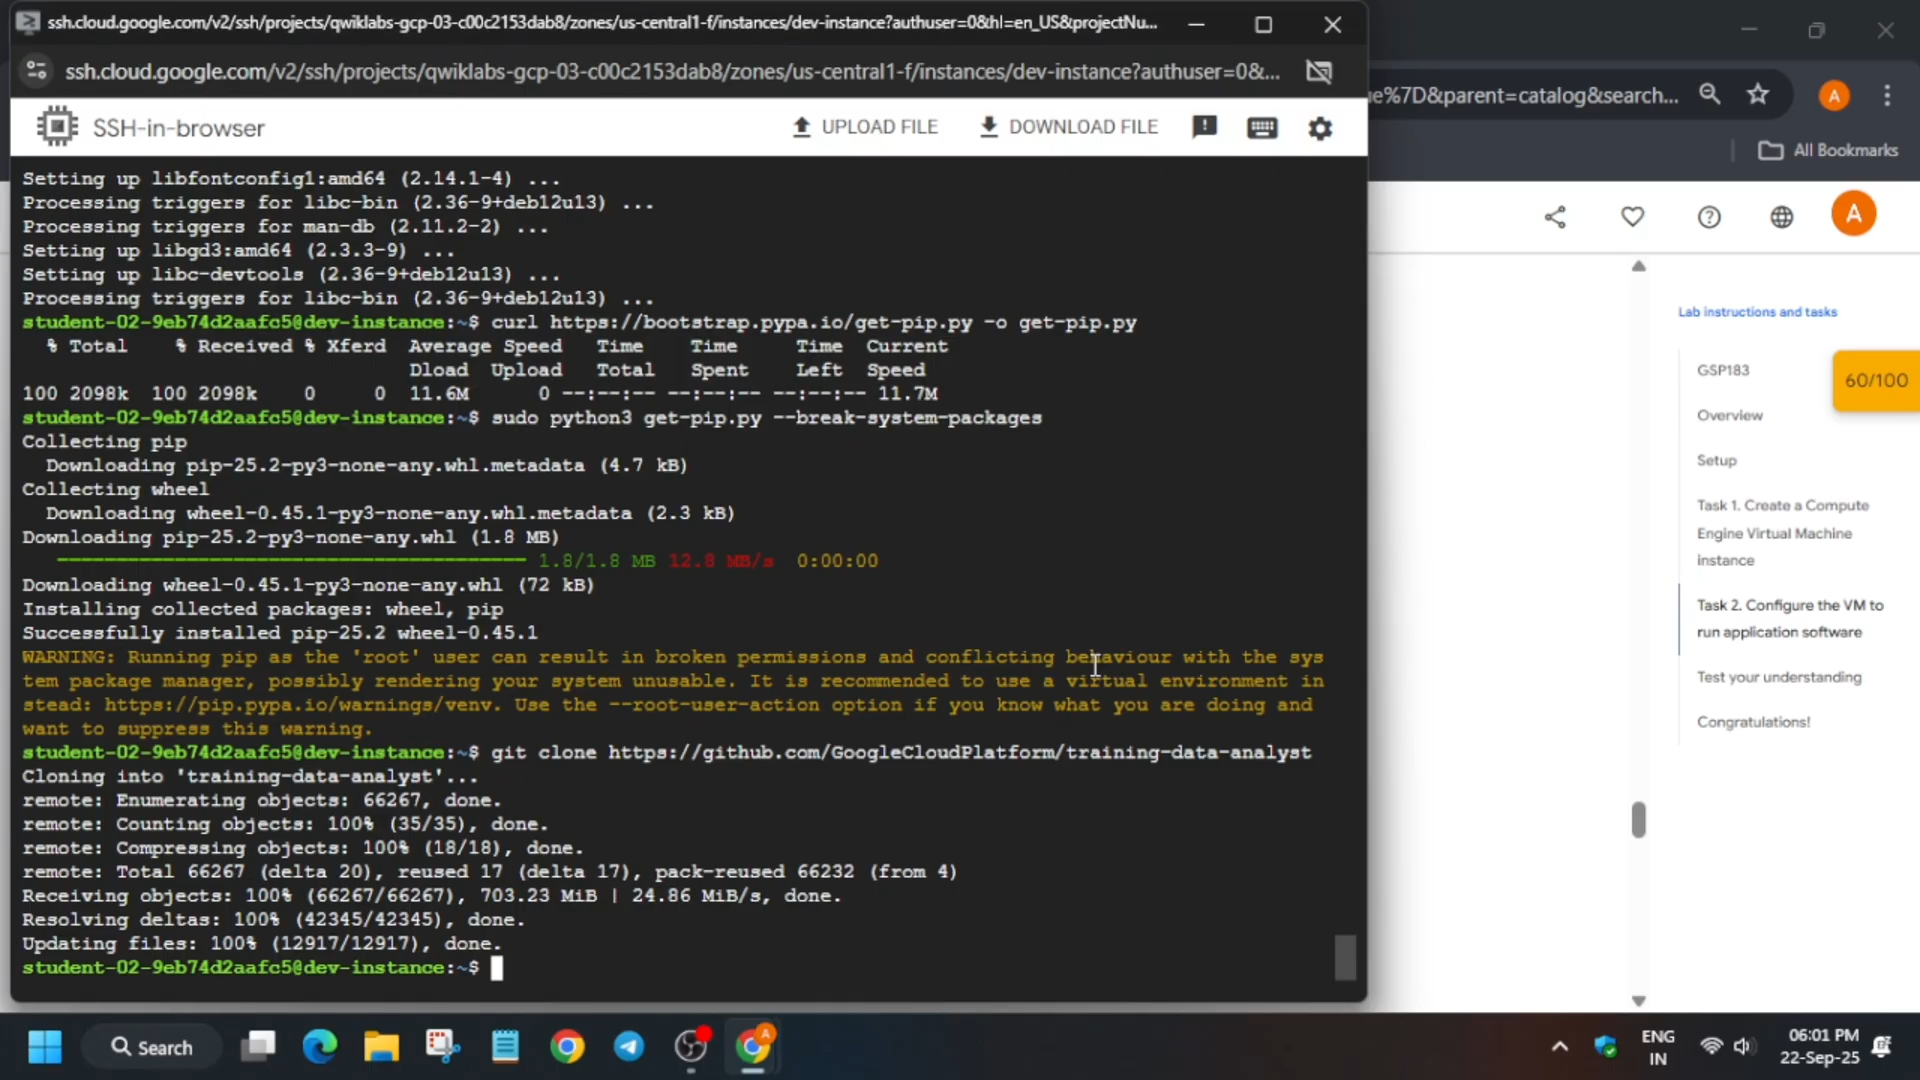 ssh.cloud.google.com/v2/ssh/projects/qwiklabs-gcp-03-c00c2153dab8/zones/us-central1-f/instances/dev-instance?authuser=0&hl=en_US&projectNu...
ssh.cloud.google.com/v2/ssh/projects/qwiklabs-gcp-03-c00c2153dab8/zones/us-central1-f/instances/dev-instance?authuser=0&...
e%7D&parent=catalog&search...
A
SSH-in-browser
UPLOAD FILE
DOWNLOAD FILE
All Bookmarks
Setting up libfontconfig1:amd64 (2.14.1-4) ...
Processing triggers for libc-bin (2.36-9+deb12u13) ...
Processing triggers for man-db (2.11.2-2) ...
Setting up libgd3:amd64 (2.3.3-9) ...
Setting up libc-devtools (2.36-9+deb12u13) ...
Processing triggers for libc-bin (2.36-9+deb12u13) ...
student-02-9eb74d2aafc5@dev-instance:~$ curl https://bootstrap.pypa.io/get-pip.py -o get-pip.py
% Total % Received % Xferd Average Speed Time Time Time Current
Dload Upload Total Spent Left Speed
100 2098k 100 2098k 0 0 11.6M 0 --:--:-- --:--:-- --:--:-- 11.7M
student-02-9eb74d2aafc5@dev-instance:~$ sudo python3 get-pip.py --break-system-packages
Collecting pip
Downloading pip-25.2-py3-none-any.whl.metadata (4.7 kB)
Collecting wheel
Downloading wheel-0.45.1-py3-none-any.whl.metadata (2.3 kB)
Downloading pip-25.2-py3-none-any.whl (1.8 MB)
1.8/1.8 MB 12.8 MB/s 0:00:00
Downloading wheel-0.45.1-py3-none-any.whl (72 kB)
Installing collected packages: wheel, pip
Successfully installed pip-25.2 wheel-0.45.1
WARNING: Running pip as the 'root' user can result in broken permissions and conflicting behaviour with the sys
tem package manager, possibly rendering your system unusable. It is recommended to use a virtual environment in
stead: https://pip.pypa.io/warnings/venv. Use the --root-user-action option if you know what you are doing and
want to suppress this warning.
student-02-9eb74d2aafc5@dev-instance:~$ git clone https://github.com/GoogleCloudPlatform/training-data-analyst
Cloning into 'training-data-analyst'...
remote: Enumerating objects: 66267, done.
remote: Counting objects: 100% (35/35), done.
remote: Compressing objects: 100% (18/18), done.
remote: Total 66267 (delta 20), reused 17 (delta 17), pack-reused 66232 (from 4)
Receiving objects: 100% (66267/66267), 703.23 MiB | 24.86 MiB/s, done.
Resolving deltas: 100% (42345/42345), done.
Updating files: 100% (12917/12917), done.
student-02-9eb74d2aafc5@dev-instance:~$
A
Lab instructions and tasks
GSP183
60/100
Overview
Setup
Task 1. Create a Compute
Engine Virtual Machine
instance
Task 2. Configure the VM to
run application software
Test your understanding
Congratulations!
Search
A
ENG
IN
06:01 PM
22-Sep-25